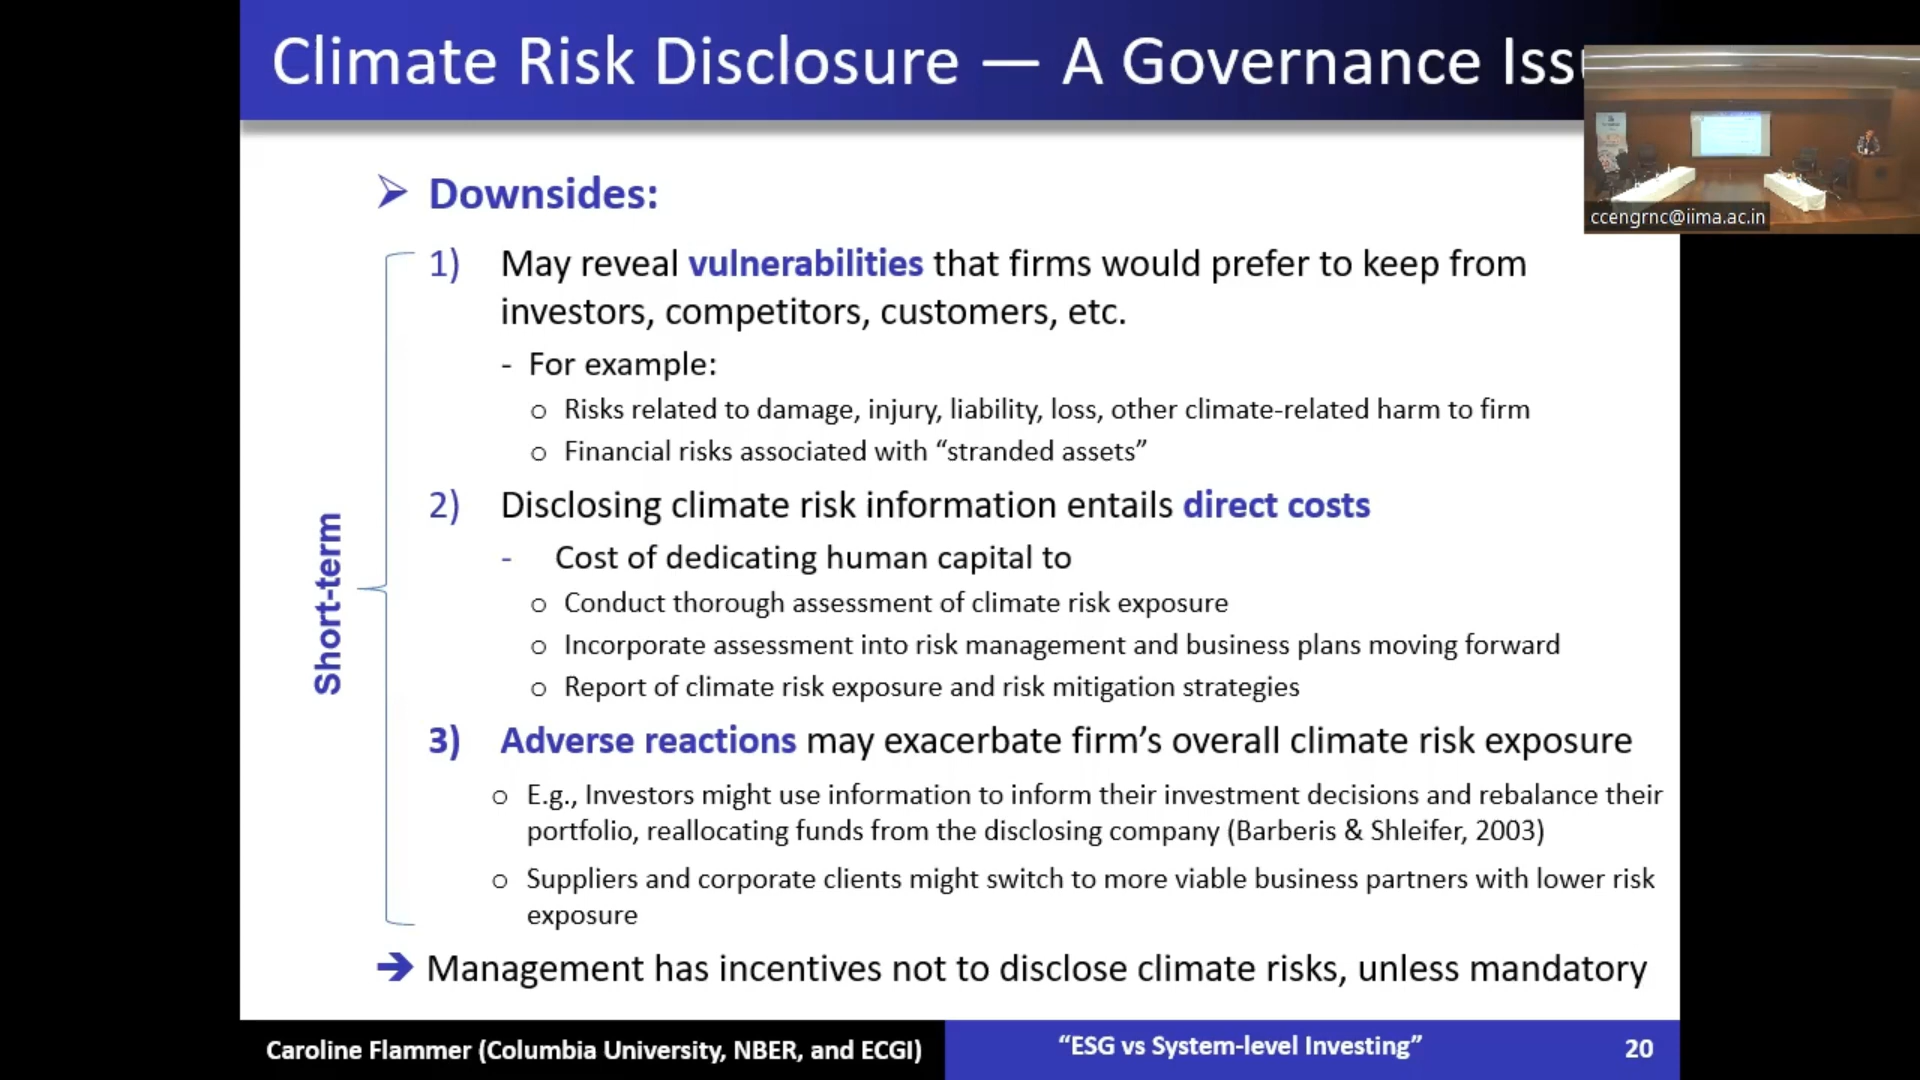 Climate Risk Disclosure — A Governance Iss
ccengrnc@iima.ac.in
➢ Downsides:
1) May reveal vulnerabilities that firms would prefer to keep from
investors, competitors, customers, etc.
- For example:
o Risks related to damage, injury, liability, loss, other climate-related harm to firm
o Financial risks associated with “stranded assets”
2) Disclosing climate risk information entails direct costs
- Cost of dedicating human capital to
o Conduct thorough assessment of climate risk exposure
o Incorporate assessment into risk management and business plans moving forward
o Report of climate risk exposure and risk mitigation strategies
Short-term
3) Adverse reactions may exacerbate firm’s overall climate risk exposure
o E.g., Investors might use information to inform their investment decisions and rebalance their
portfolio, reallocating funds from the disclosing company (Barberis & Shleifer, 2003)
o Suppliers and corporate clients might switch to more viable business partners with lower risk
exposure
➔ Management has incentives not to disclose climate risks, unless mandatory
Caroline Flammer (Columbia University, NBER, and ECGI)
“ESG vs System-level Investing”
20